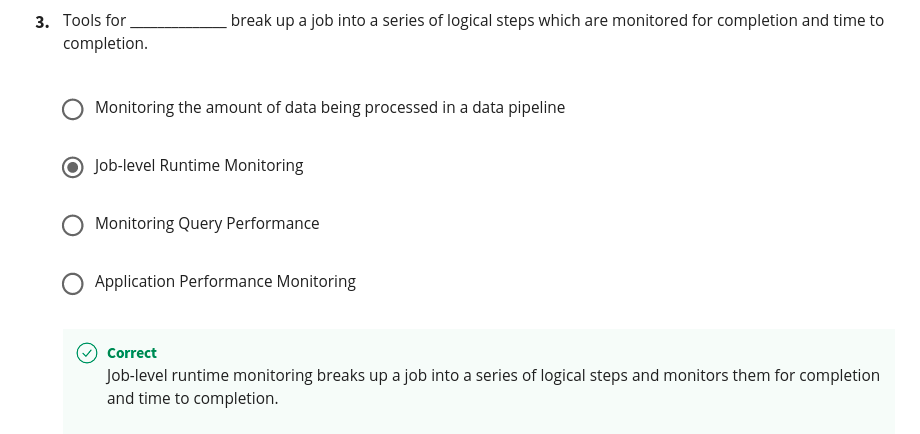 3. Tools for ____________ break up a job into a series of logical steps which are monitored for completion and time to
completion.
Monitoring the amount of data being processed in a data pipeline
Job-level Runtime Monitoring
Monitoring Query Performance
Application Performance Monitoring
Correct
Job-level runtime monitoring breaks up a job into a series of logical steps and monitors them for completion
and time to completion.